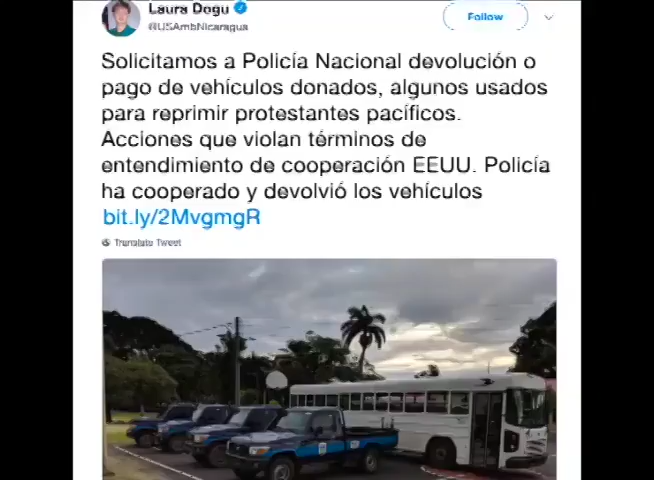 Laura Dogu
@USAmbNicaragua
Follow
Solicitamos a Policía Nacional devolución o
pago de vehículos donados, algunos usados
para reprimir protestantes pacíficos.
Acciones que violan términos de
entendimiento de cooperación EEUU. Policía
ha cooperado y devolvió los vehículos
bit.ly/2MvgmgR
Translate Tweet